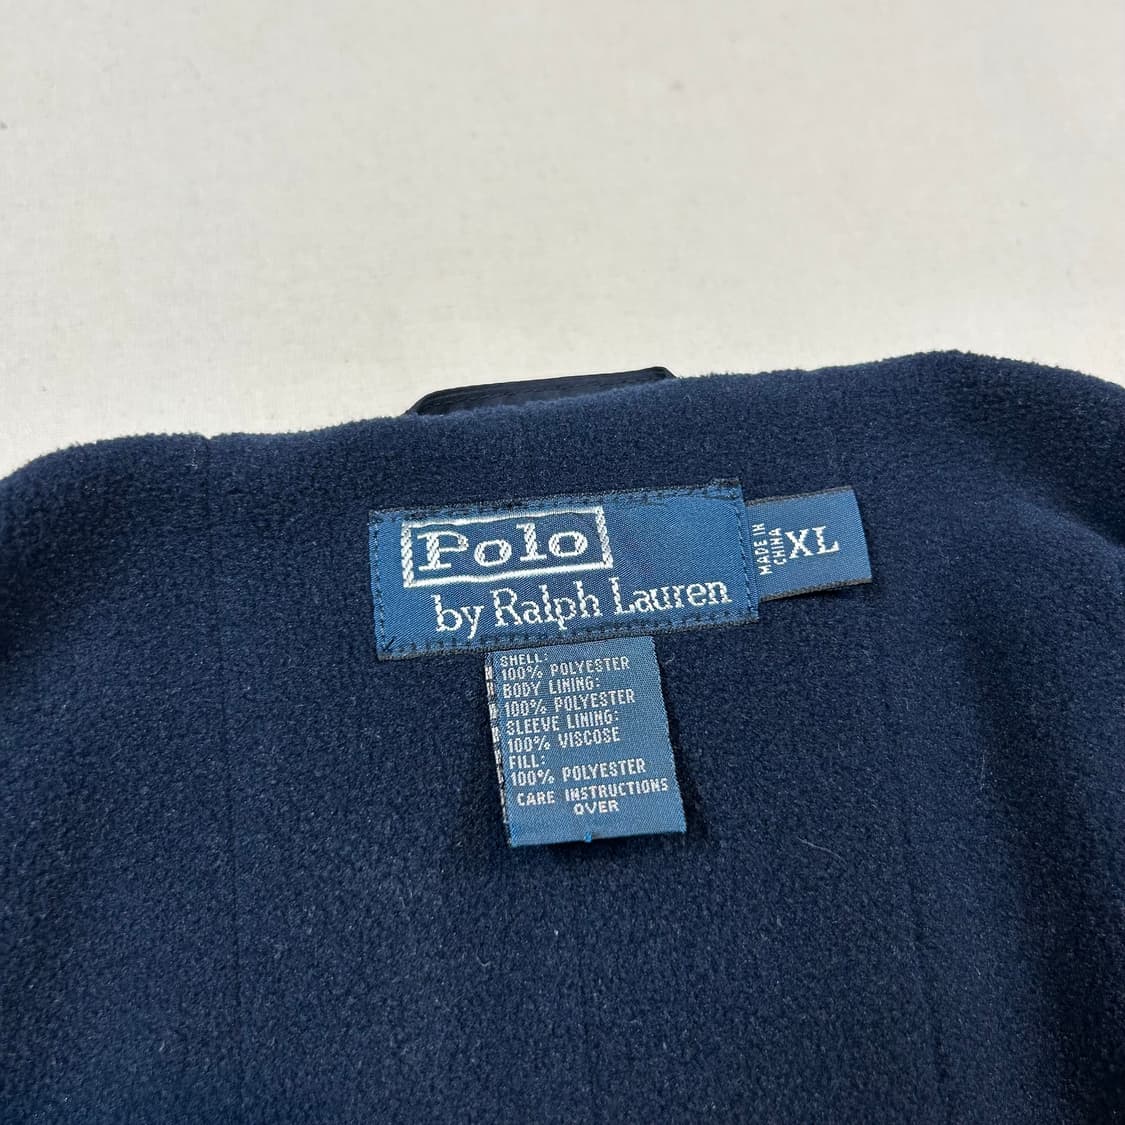 Polo
by Ralph Lauren
MADE IN
CHINA
XL
SHELL:
100% POLYESTER
BODY LINING:
100% POLYESTER
SLEEVE LINING:
100% VISCOSE
FILL:
100% POLYESTER
CARE INSTRUCTIONS
OVER